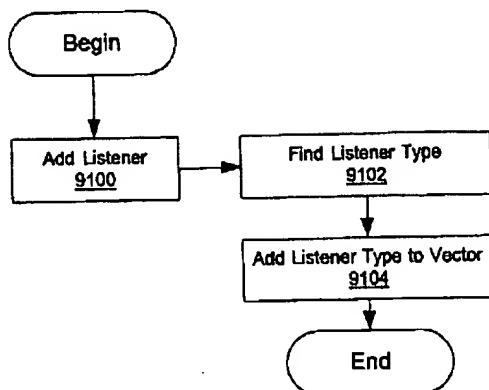 Begin
Add Listener
9100
Find Listener Type
9102
Add Listener Type to Vector
9104
End